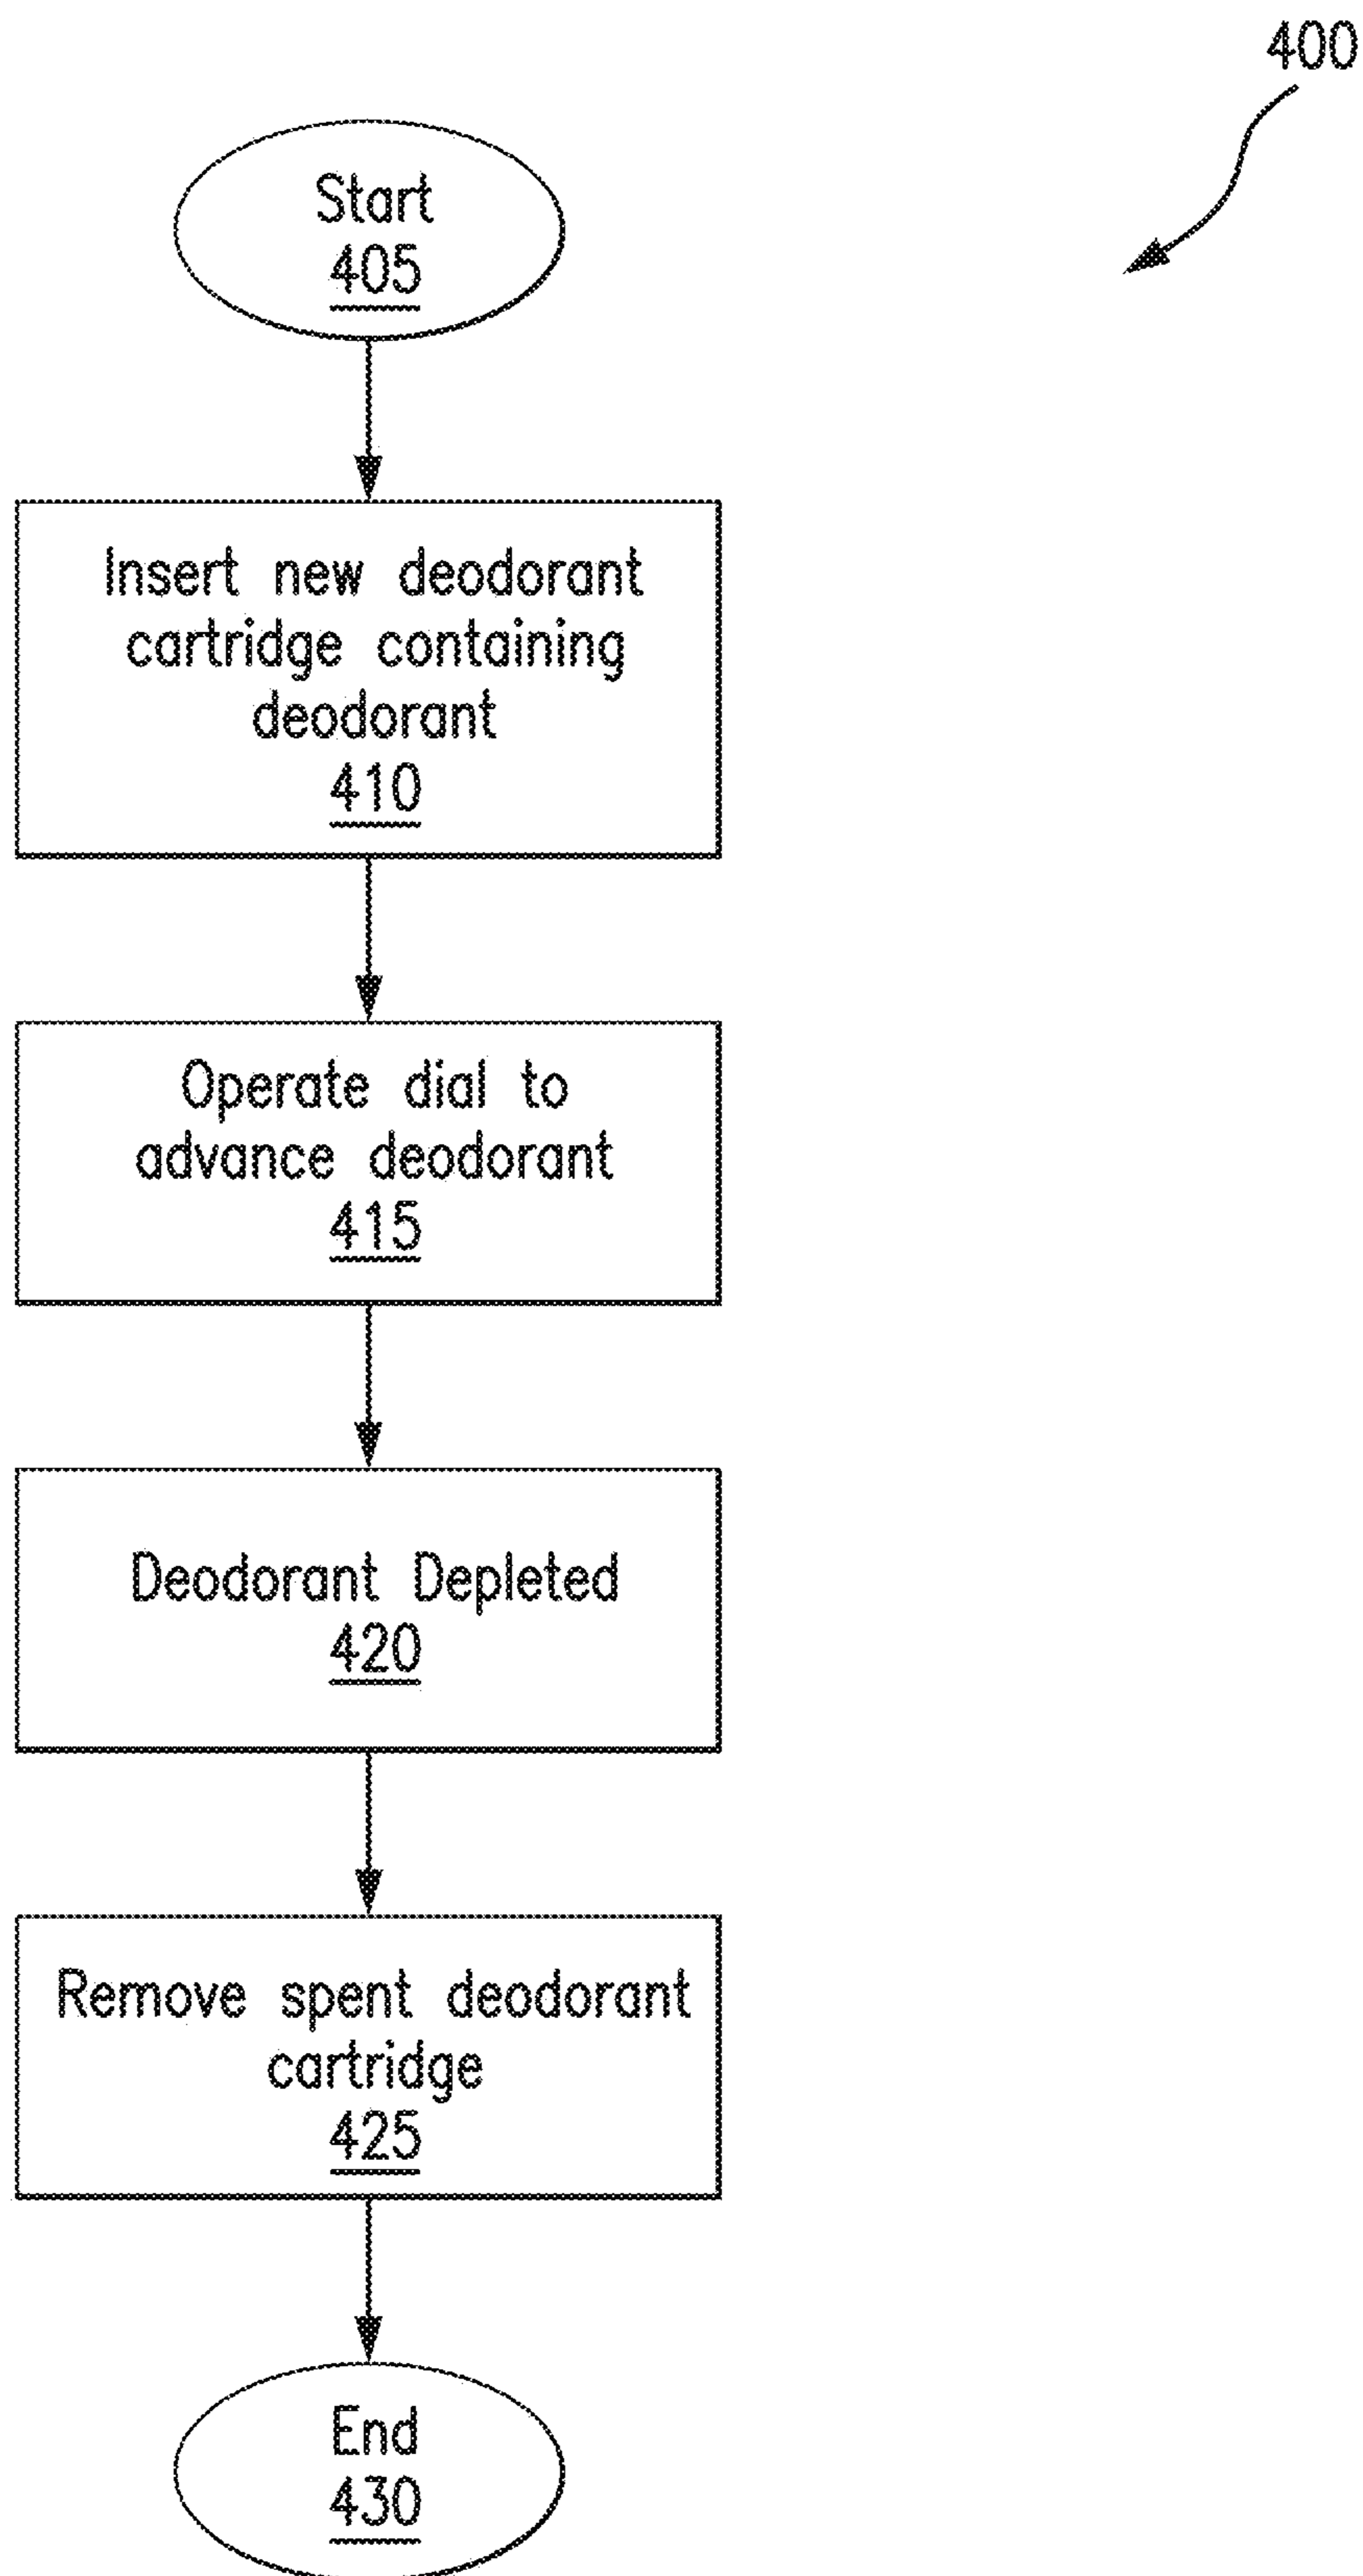 400
Start
405
Insert new deodorant
cartridge containing
deodorant
410
Operate dial to
advance deodorant
415
Deodorant Depleted
420
Remove spent deodorant
cartridge
425
End
430